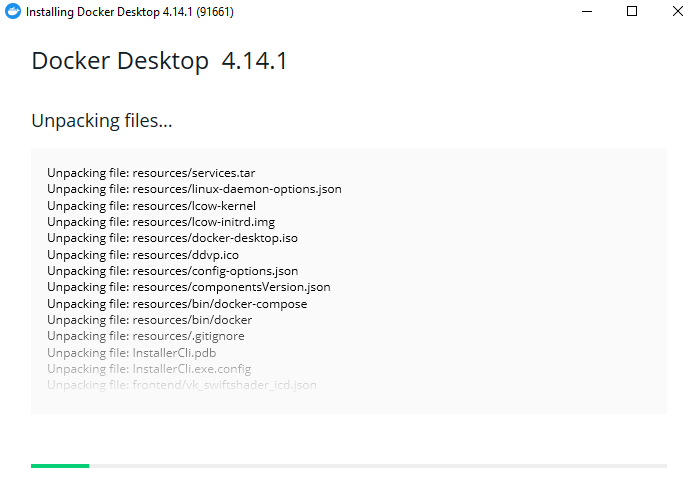 Installing Docker Desktop 4.14.1 (91661)
Docker Desktop 4.14.1
Unpacking files...
Unpacking file: resources/services.tar
Unpacking file: resources/linux-daemon-options.json
Unpacking file: resources/lcow-kernel
Unpacking file: resources/lcow-initrd.img
Unpacking file: resources/docker-desktop.iso
Unpacking file: resources/ddvp.ico
Unpacking file: resources/config-options.json
Unpacking file: resources/componentsVersion.json
Unpacking file: resources/bin/docker-compose
Unpacking file: resources/bin/docker
Unpacking file: resources/.gitignore
Unpacking file: InstallerCli.pdb
Unpacking file: InstallerCli.exe.config
Unpacking file: frontend/vk_swiftshader_icd.json